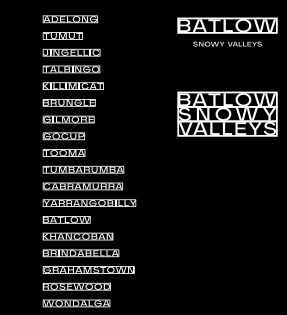 ADELONG
TUMUT
JINGELLIC
TALBINGO
KILLIMICAT
BRUNGLE
GILMORE
GOCUP
TOOMA
TUMBARUMBA
CABRAMURRA
YARRANGOBILLY
BATLOW
KHANCOBAN
BRINDABELLA
GRAHAMSTOWN
ROSEWOOD
WONDALGA
BATLOW
SNOWY VALLEYS
BATLOW
SNOWY
VALLEYS